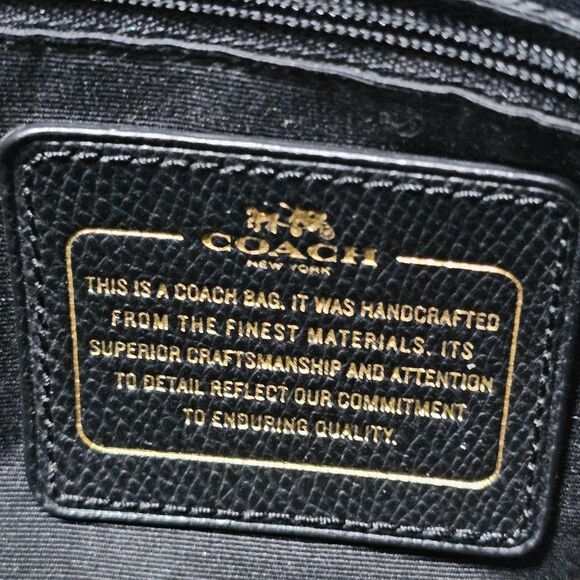 COACH
NEW YORK
THIS IS A COACH BAG. IT WAS HANDCRAFTED
FROM THE FINEST MATERIALS. ITS
SUPERIOR CRAFTSMANSHIP AND ATTENTION
TO DETAIL REFLECT OUR COMMITMENT
TO ENDURING QUALITY.